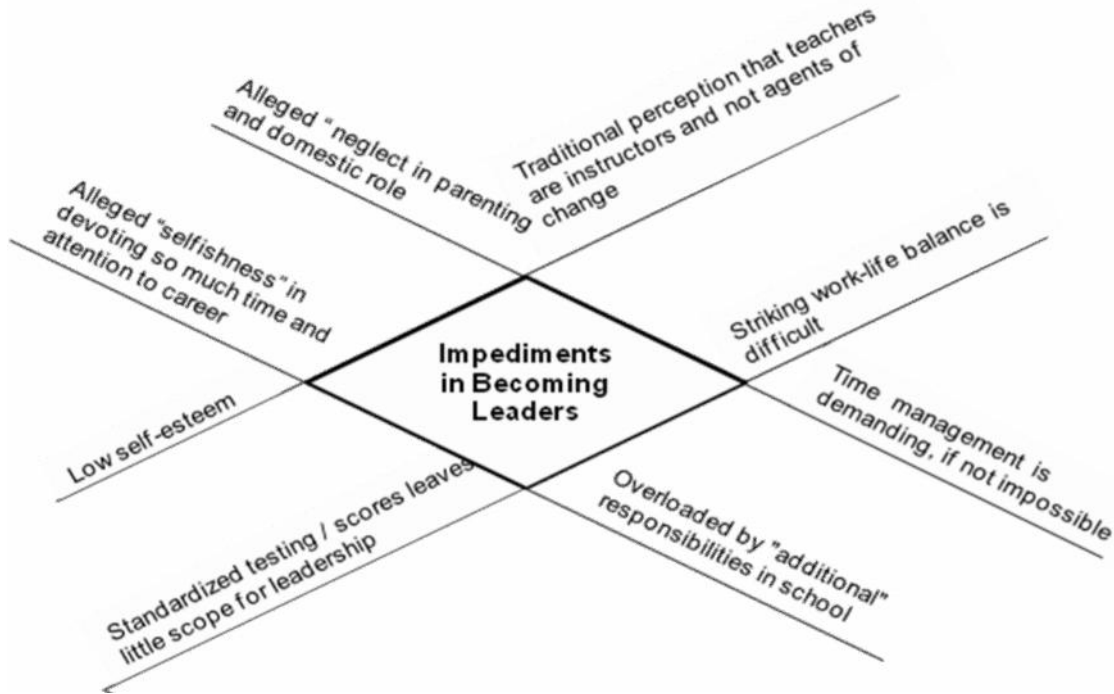 Alleged “neglect in parenting
and domestic role
Traditional perception that teachers
are instructors and not agents of
change
Alleged “selfishness” in
devoting so much time and
attention to career
Striking work-life balance is
difficult
Impediments
in Becoming
Leaders
Low self-esteem
Time management is
demanding, if not impossible
Standardized testing / scores leaves
little scope for leadership
Overloaded by "additional"
responsibilities in school